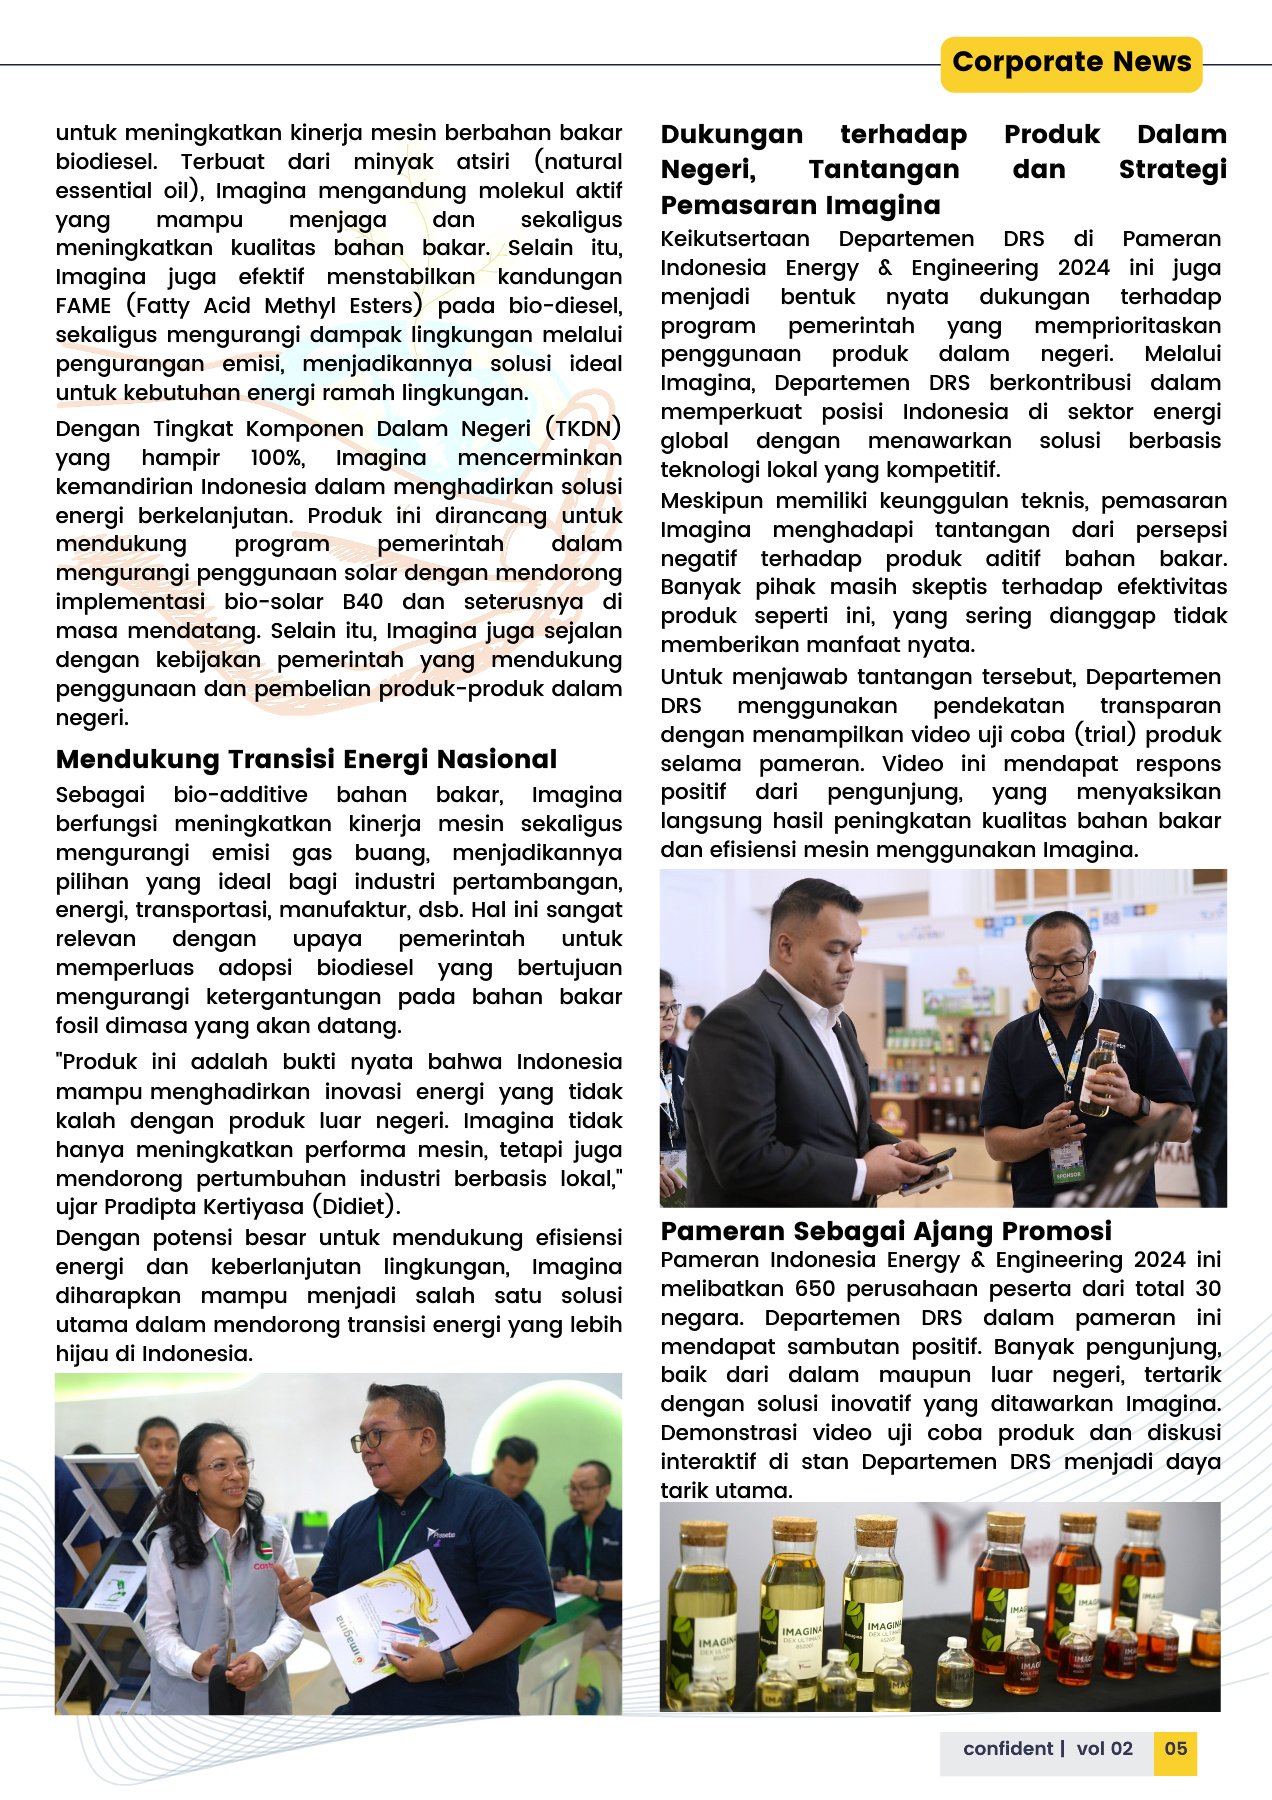 Corporate News
untuk meningkatkan kinerja mesin berbahan bakar
biodiesel. Terbuat dari minyak atsiri (natural
essential oil), Imagina mengandung molekul aktif
yang mampu menjaga dan sekaligus
meningkatkan kualitas bahan bakar. Selain itu,
Imagina juga efektif menstabilkan kandungan
FAME (Fatty Acid Methyl Esters) pada bio-diesel,
sekaligus mengurangi dampak lingkungan melalui
pengurangan emisi, menjadikannya solusi ideal
untuk kebutuhan energi ramah lingkungan.
Dengan Tingkat Komponen Dalam Negeri (TKDN)
yang hampir 100%, Imagina mencerminkan
kemandirian Indonesia dalam menghadirkan solusi
energi berkelanjutan. Produk ini dirancang untuk
mendukung program pemerintah dalam
mengurangi penggunaan solar dengan mendorong
implementasi bio-solar B40 dan seterusnya di
masa mendatang. Selain itu, Imagina juga sejalan
dengan kebijakan pemerintah yang mendukung
penggunaan dan pembelian produk-produk dalam
negeri.
Mendukung Transisi Energi Nasional
Sebagai bio-additive bahan bakar, Imagina
berfungsi meningkatkan kinerja mesin sekaligus
mengurangi emisi gas buang, menjadikannya
pilihan yang ideal bagi industri pertambangan,
energi, transportasi, manufaktur, dsb. Hal ini sangat
relevan dengan upaya pemerintah untuk
memperluas adopsi biodiesel yang bertujuan
mengurangi ketergantungan pada bahan bakar
fosil dimasa yang akan datang.
"Produk ini adalah bukti nyata bahwa Indonesia
mampu menghadirkan inovasi energi yang tidak
kalah dengan produk luar negeri. Imagina tidak
hanya meningkatkan performa mesin, tetapi juga
mendorong pertumbuhan industri berbasis lokal,"
ujar Pradipta Kertiyasa (Didiet).
Dengan potensi besar untuk mendukung efisiensi
energi dan keberlanjutan lingkungan, Imagina
diharapkan mampu menjadi salah satu solusi
utama dalam mendorong transisi energi yang lebih
hijau di Indonesia.
Prasetia
imagina
Dukungan terhadap Produk Dalam
Negeri, Tantangan dan Strategi
Pemasaran Imagina
Keikutsertaan Departemen DRS di Pameran
Indonesia Energy & Engineering 2024 ini juga
menjadi bentuk nyata dukungan terhadap
program pemerintah yang memprioritaskan
penggunaan produk dalam negeri. Melalui
Imagina, Departemen DRS berkontribusi dalam
memperkuat posisi Indonesia di sektor energi
global dengan menawarkan solusi berbasis
teknologi lokal yang kompetitif.
Meskipun memiliki keunggulan teknis, pemasaran
Imagina menghadapi tantangan dari persepsi
negatif terhadap produk aditif bahan bakar.
Banyak pihak masih skeptis terhadap efektivitas
produk seperti ini, yang sering dianggap tidak
memberikan manfaat nyata.
Untuk menjawab tantangan tersebut, Departemen
DRS menggunakan pendekatan transparan
dengan menampilkan video uji coba (trial) produk
selama pameran. Video ini mendapat respons
positif dari pengunjung, yang menyaksikan
langsung hasil peningkatan kualitas bahan bakar
dan efisiensi mesin menggunakan Imagina.
88
SPONSOR
Pameran Sebagai Ajang Promosi
Pameran Indonesia Energy & Engineering 2024 ini
melibatkan 650 perusahaan peserta dari total 30
negara. Departemen DRS dalam pameran ini
mendapat sambutan positif. Banyak pengunjung,
baik dari dalam maupun luar negeri, tertarik
dengan solusi inovatif yang ditawarkan Imagina.
Demonstrasi video uji coba produk dan diskusi
interaktif di stan Departemen DRS menjadi daya
tarik utama.
IMAGINA
IMAGINA
IMAGINA
IMAGINA
IMAGINA
confident | vol 02 05